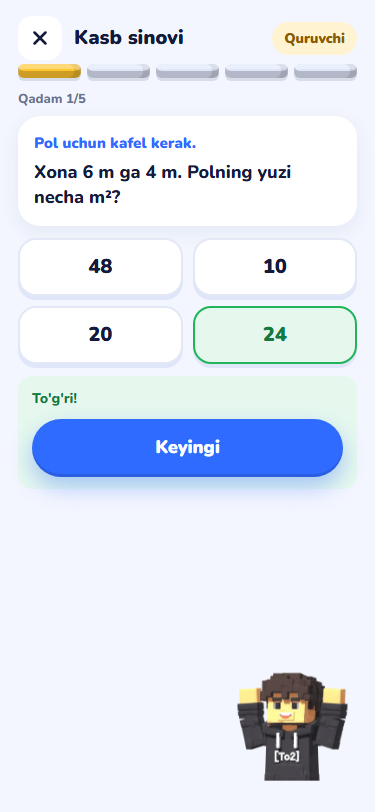 Kasb sinovi
Quruvchi
Qadam 1/5
Pol uchun kafel kerak.
Xona 6 m ga 4 m. Polning yuzi
necha m²?
48
10
20
24
To'g'ri!
Keyingi
[To2]